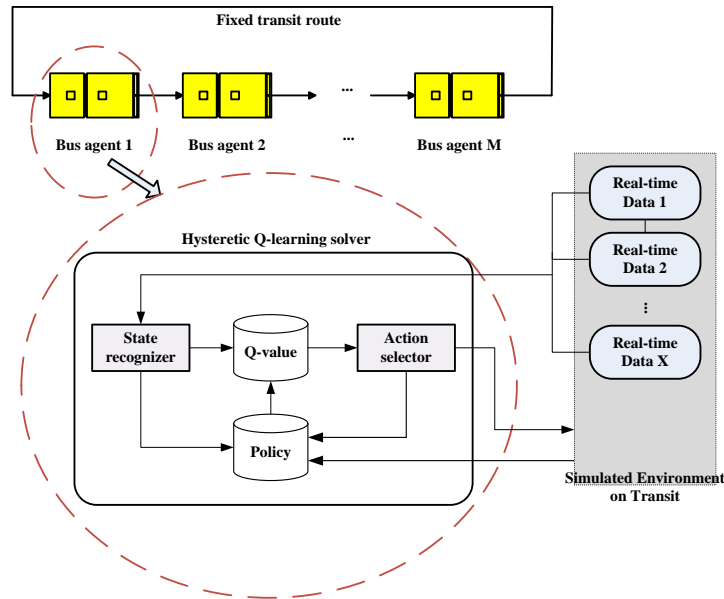 Fixed transit route
...
...
Bus agent 1
Bus agent 2
Bus agent M
Real-time
Data 1
Real-time
Data 2
...
Real-time
Data X
Hysteretic Q-learning solver
State
recognizer
Q-value
Action
selector
Policy
Simulated Environment
on Transit